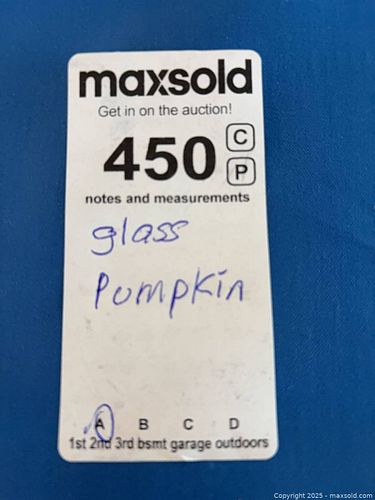 maxsold
Get in on the auction!
450 C
P
notes and measurements
glass
Pumpkin
A B C D
1st 2nd 3rd bsmt garage outdoors
Copyright © 2025 - maxsold.com